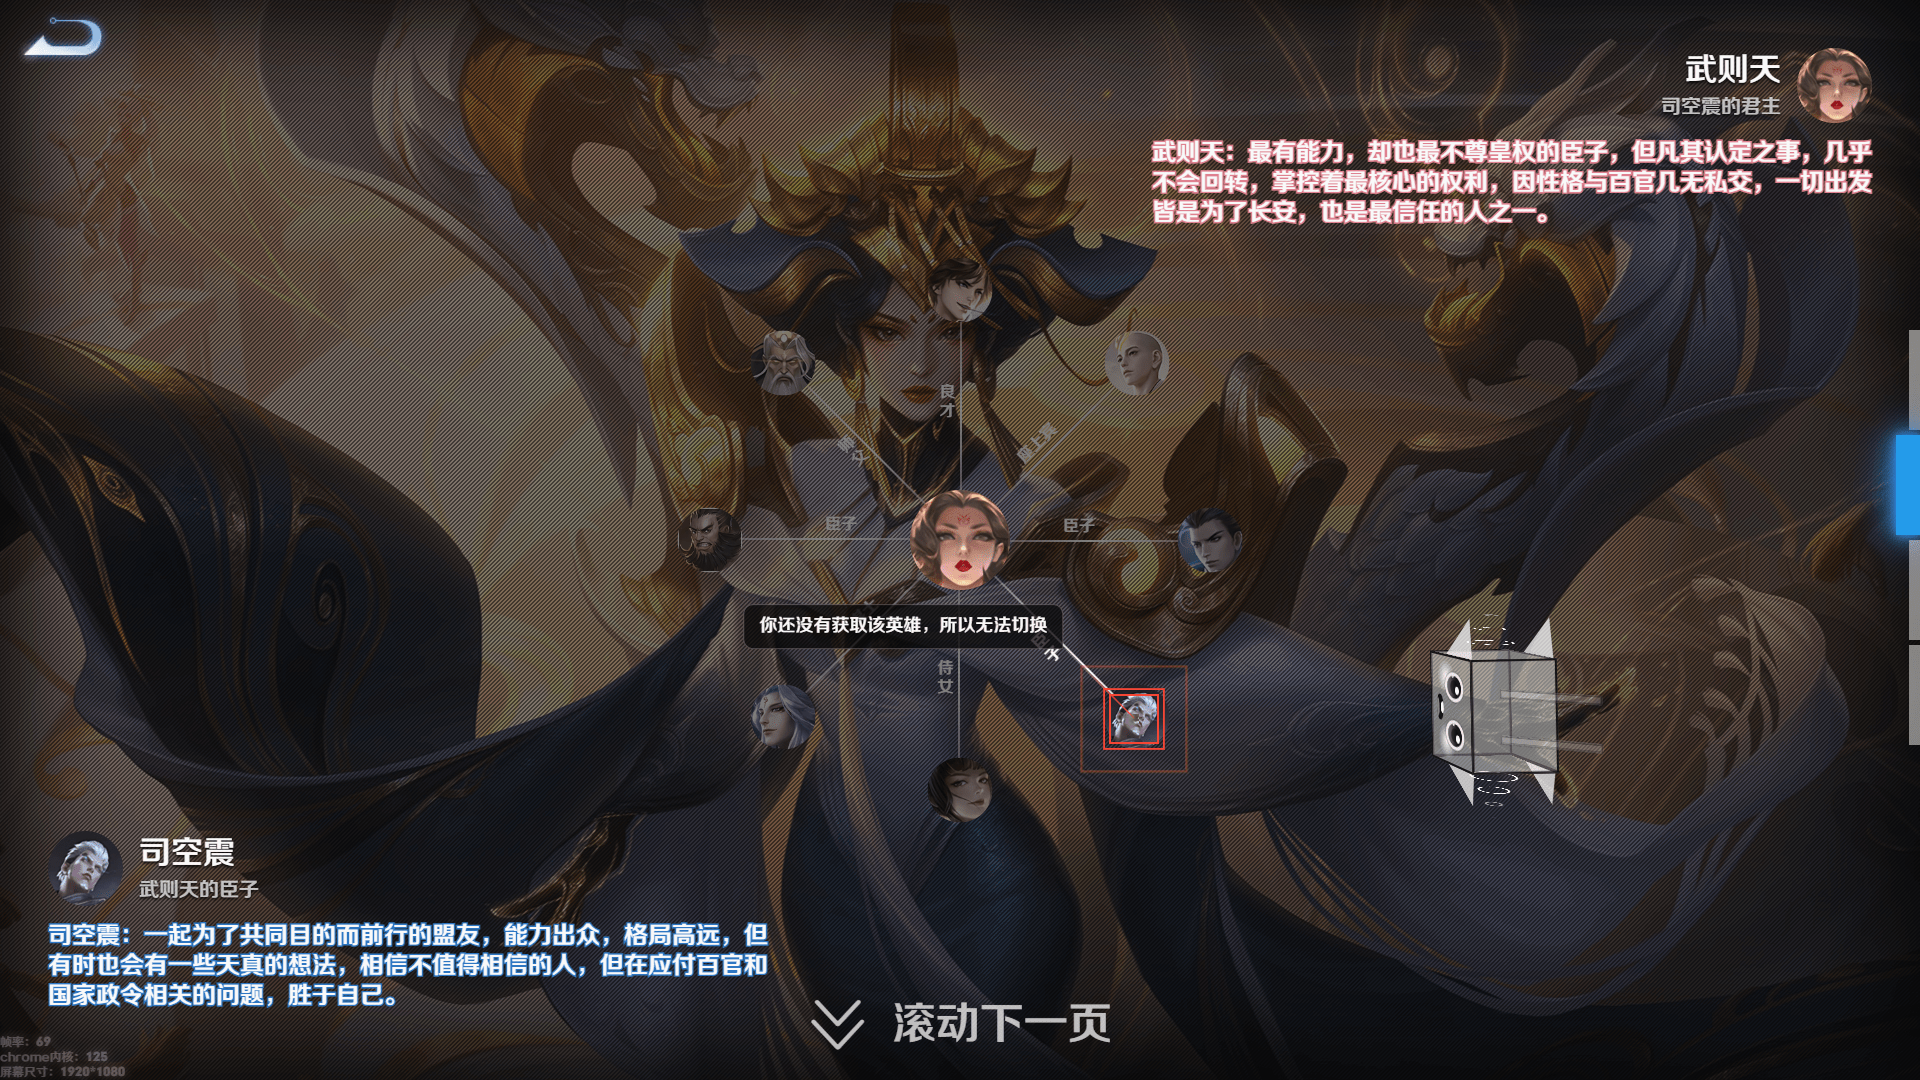 武则天
司空震的君主
武则天：最有能力，却也最不尊皇权的臣子，但凡其认定之事，几乎
不会回转，掌控着最核心的权利，因性格与百官几无私交，一切出发
皆是为了长安，也是最信任的人之一。
良才
座上宾
臣子
臣子
你还没有获取该英雄，所以无法切换
侍女
司空震
武则天的臣子
司空震：一起为了共同目的而前行的盟友，能力出众，格局高远，但
有时也会有一些天真的想法，相信不值得相信的人，但在应付百官和
国家政令相关的问题，胜于自己。
滚动下一页
帧率：69
chrome内核：125
屏幕尺寸：1920*1080